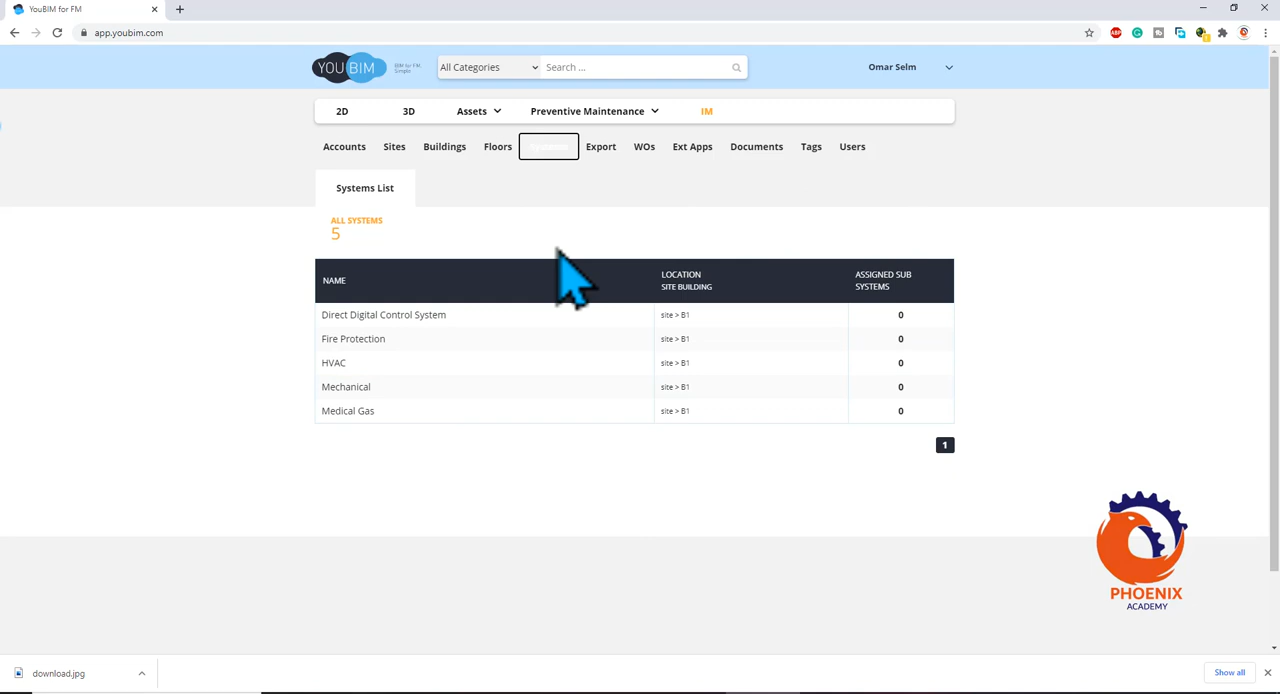 YouBIM for FM
app.youbim.com
ABP
YOU BIM
BIM for FM.
Simple
All Categories
Search ...
Omar Selm
2D 3D Assets Preventive Maintenance IM
Accounts Sites Buildings Floors Systems Export WOs Ext Apps Documents Tags Users
Systems List
ALL SYSTEMS
5
NAME LOCATION ASSIGNED SUB
SITE BUILDING SYSTEMS
Direct Digital Control System site > B1 0
Fire Protection site > B1 0
HVAC site > B1 0
Mechanical site > B1 0
Medical Gas site > B1 0
1
PHOENIX
ACADEMY
download.jpg
Show all